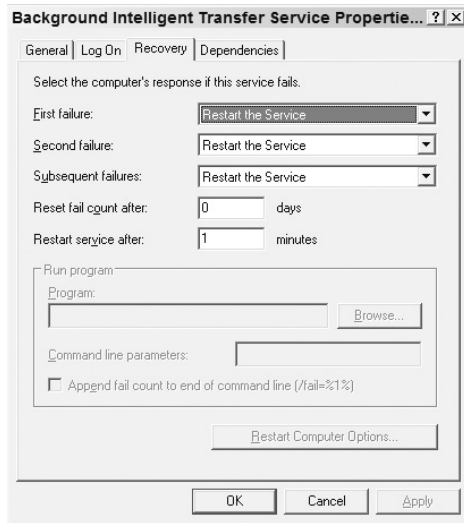 Background Intelligent Transfer Service Propertie... ? X
General Log On Recovery Dependencies
Select the computer's response if this service fails.
First failure: Restart the Service
Second failure: Restart the Service
Subsequent failures: Restart the Service
Reset fail count after: 0 days
Restart service after: 1 minutes
Run program
Program:
Browse...
Command line parameters:
Append fail count to end of command line (/fail=%1%)
Restart Computer Options...
OK Cancel Apply